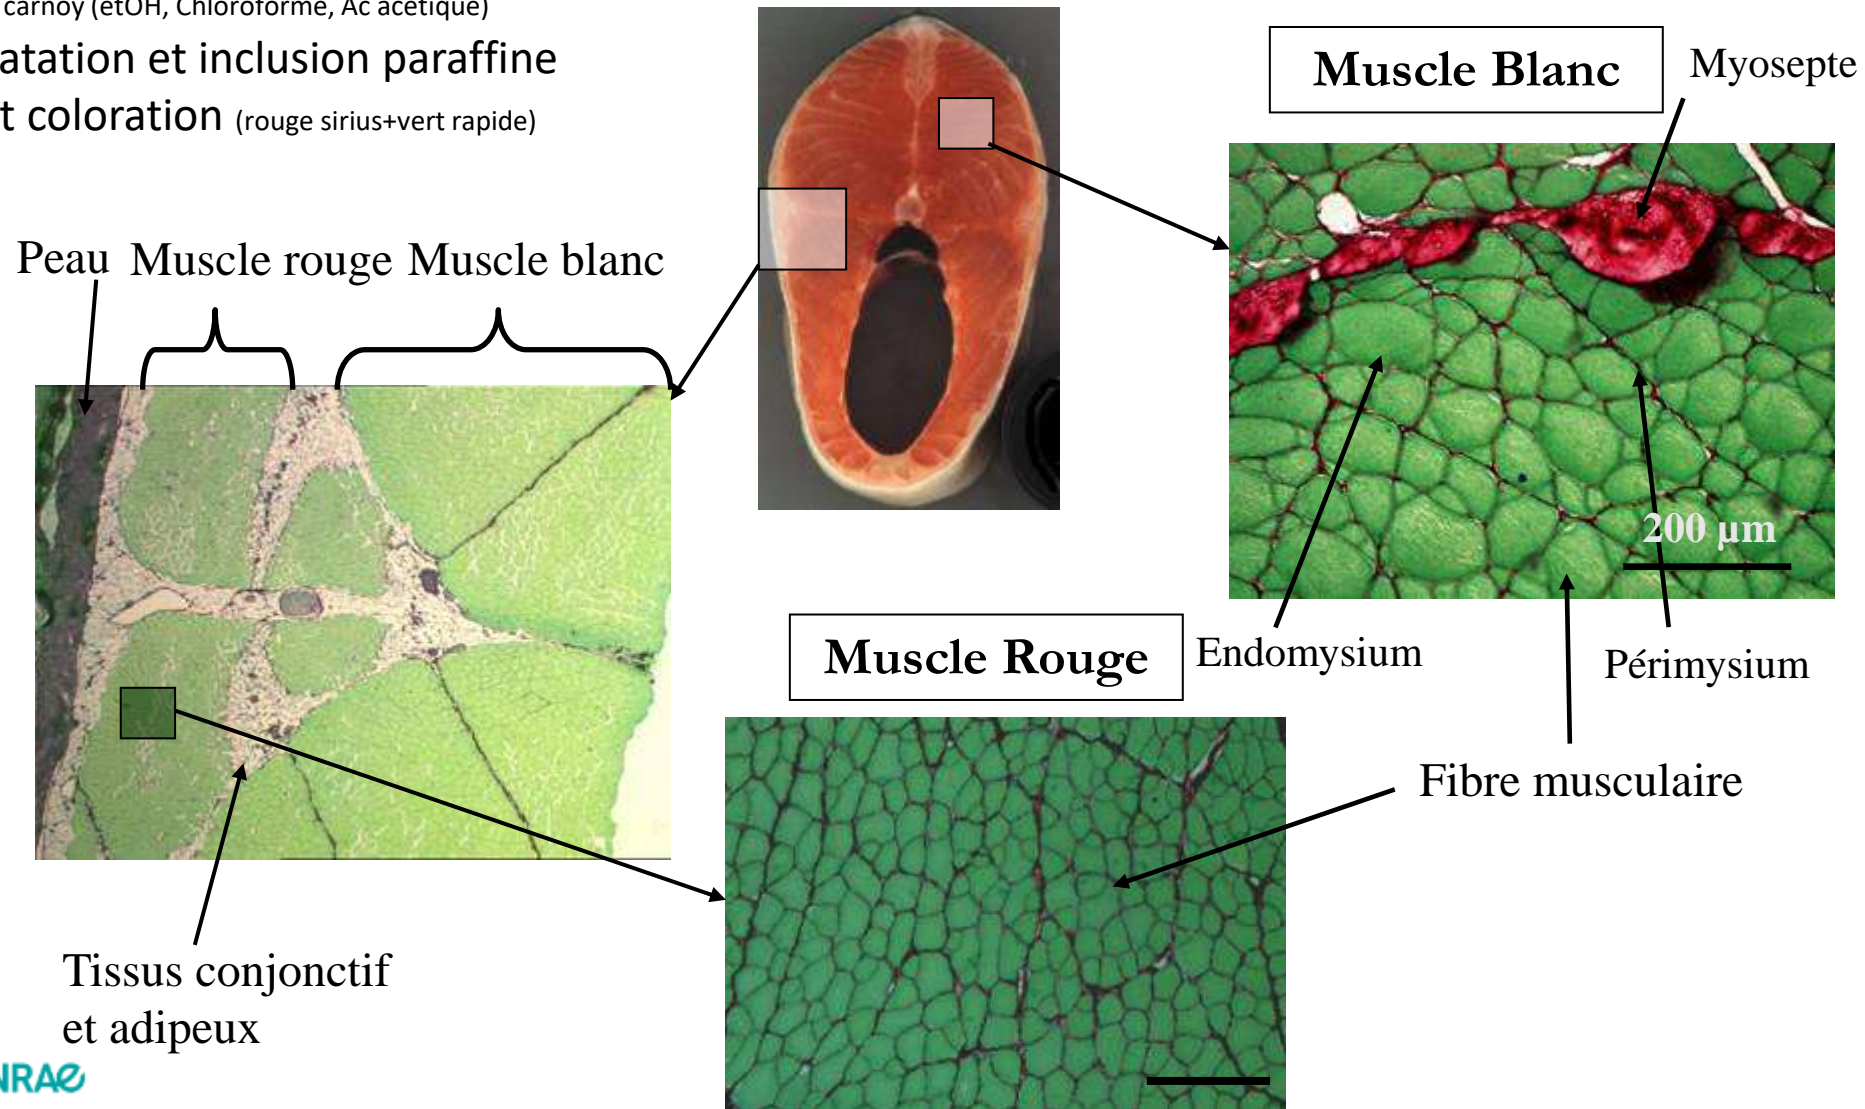 carnoy (etOH, Chloroforme, Ac acétique)
atation et inclusion paraffine
t coloration (rouge sirius+vert rapide)
Muscle Blanc
Myosepte
Peau Muscle rouge Muscle blanc
200 µm
Muscle Rouge
Endomysium
Périmysium
Fibre musculaire
Tissus conjonctif
et adipeux
NRAE